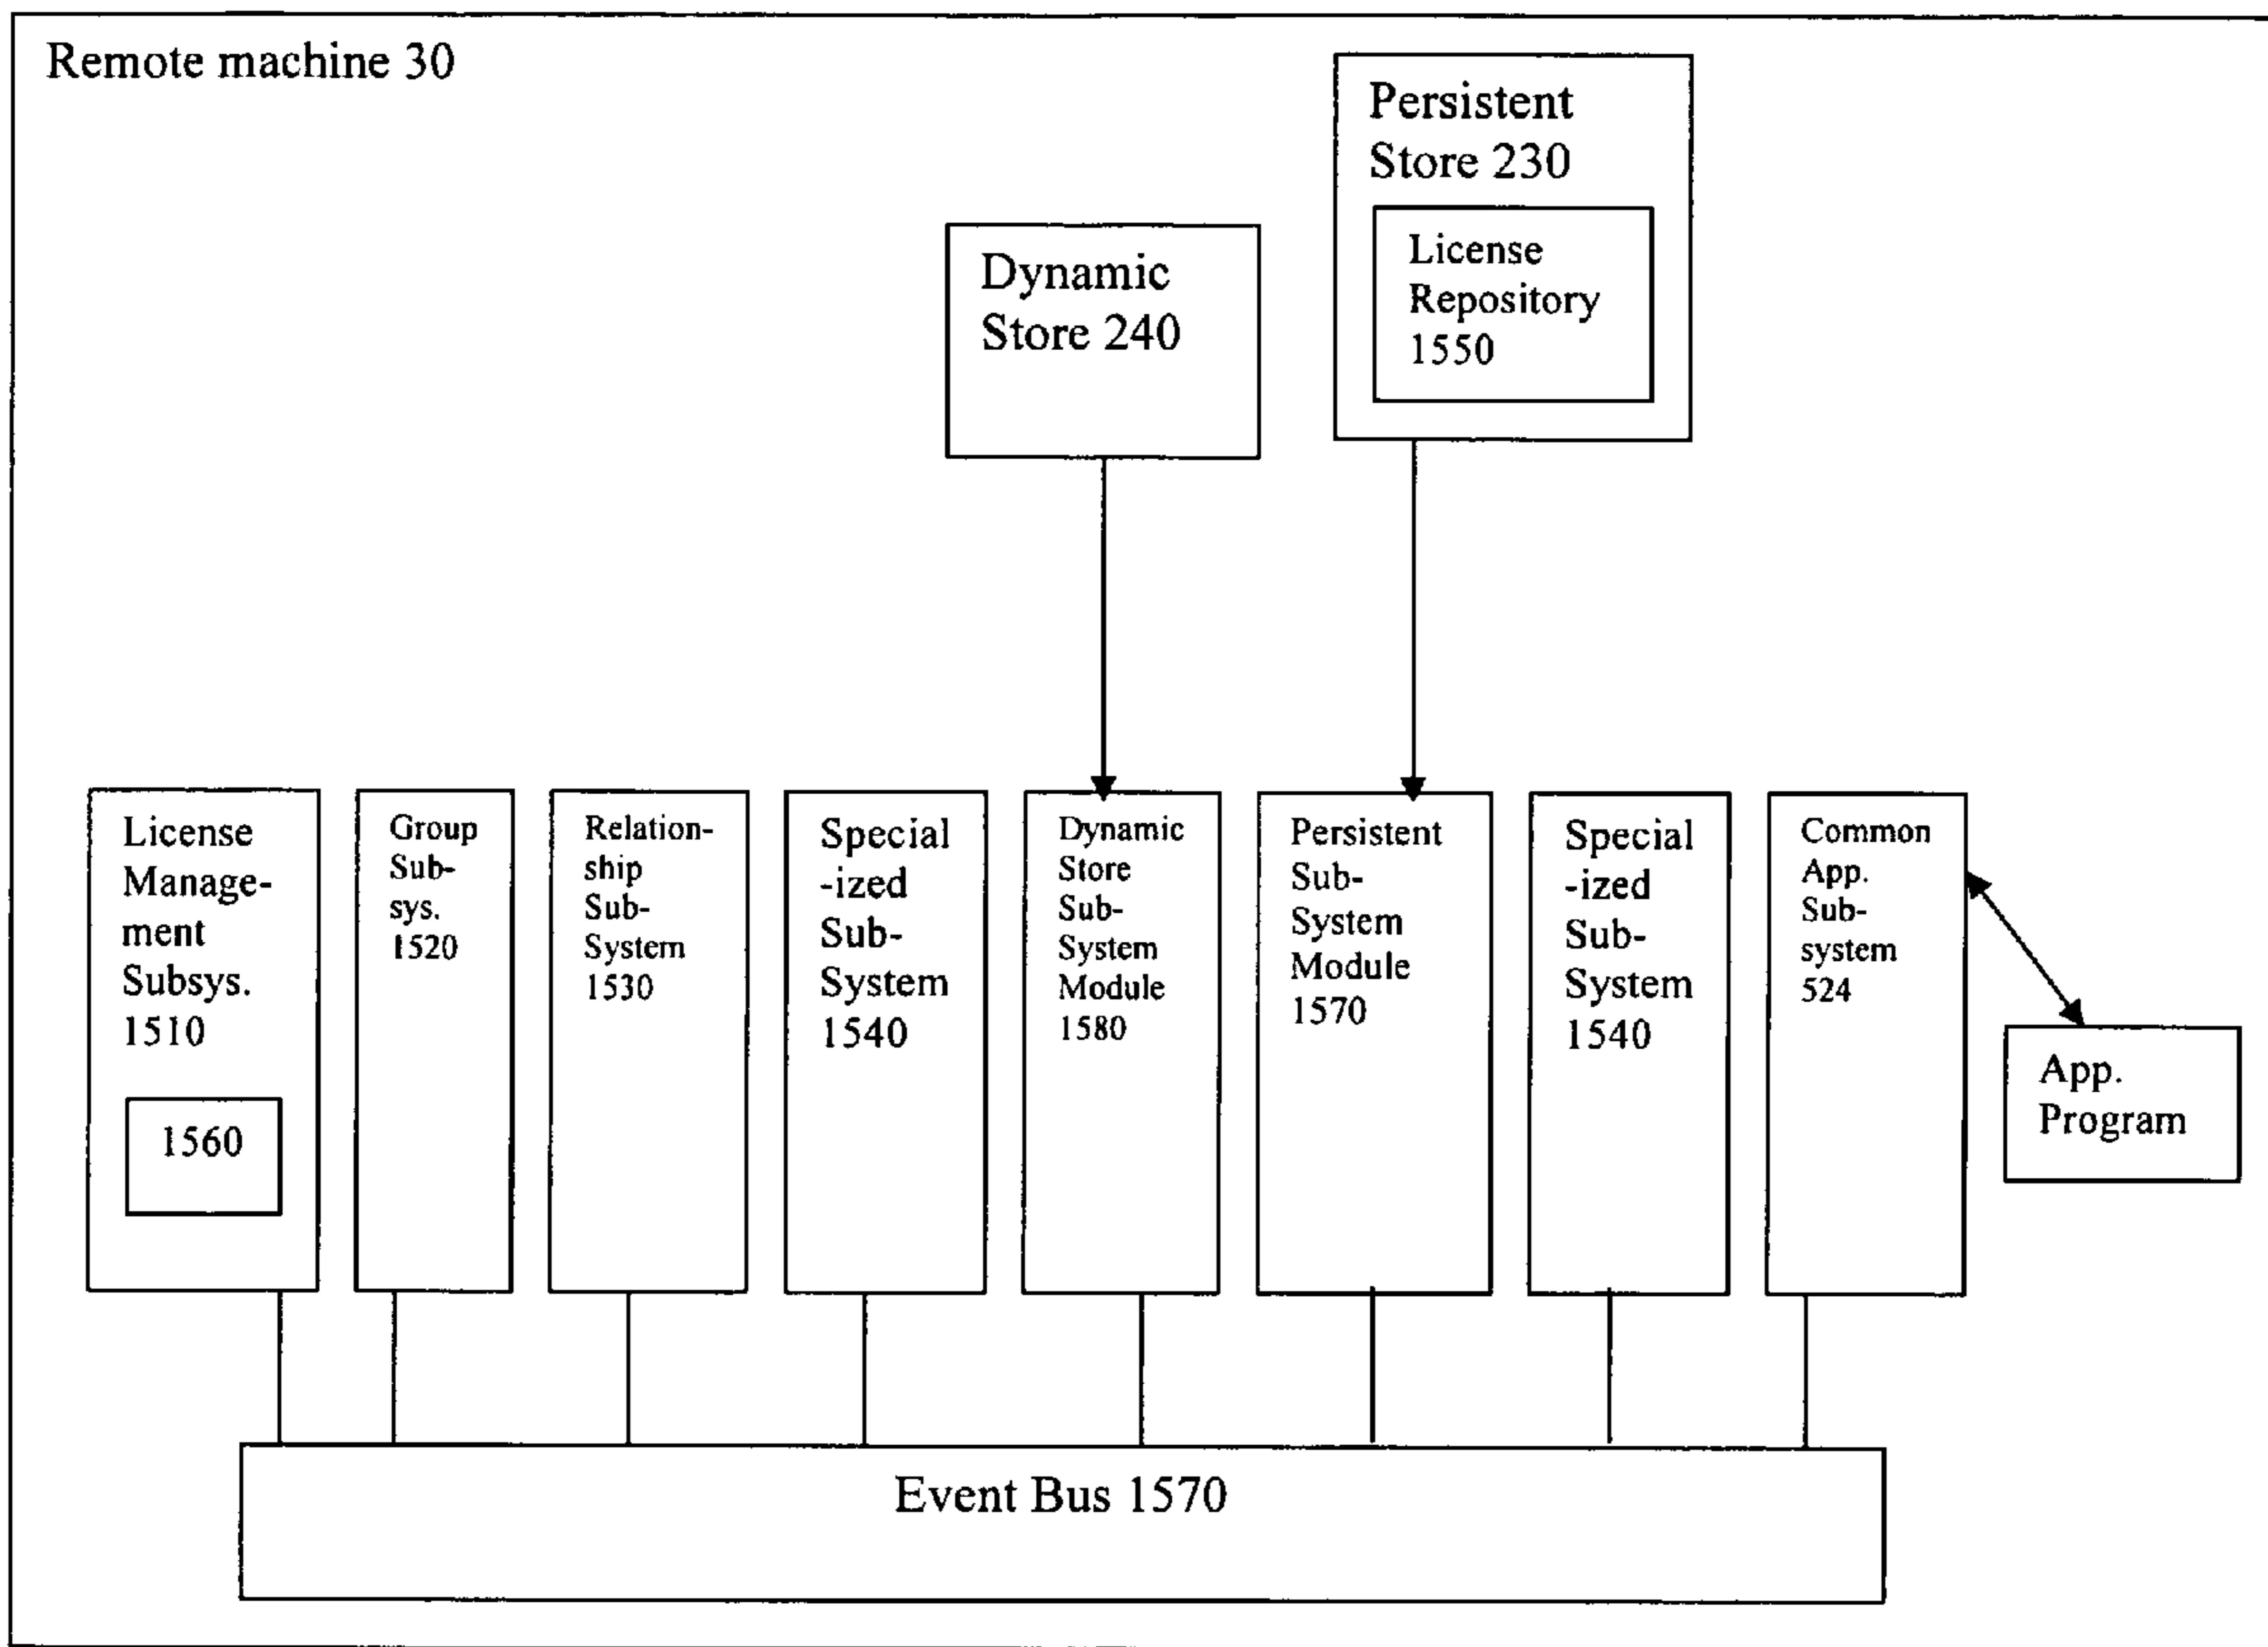 Remote machine 30
Persistent
Store 230
License
Repository
1550
Dynamic
Store 240
License
Manage-
ment
Subsys.
1510
1560
Group
Sub-
sys.
1520
Relation-
ship
Sub-
System
1530
Special
-ized
Sub-
System
1540
Dynamic
Store
Sub-
System
Module
1580
Persistent
Sub-
System
Module
1570
Special
-ized
Sub-
System
1540
Common
App.
Sub-
system
524
App.
Program
Event Bus 1570